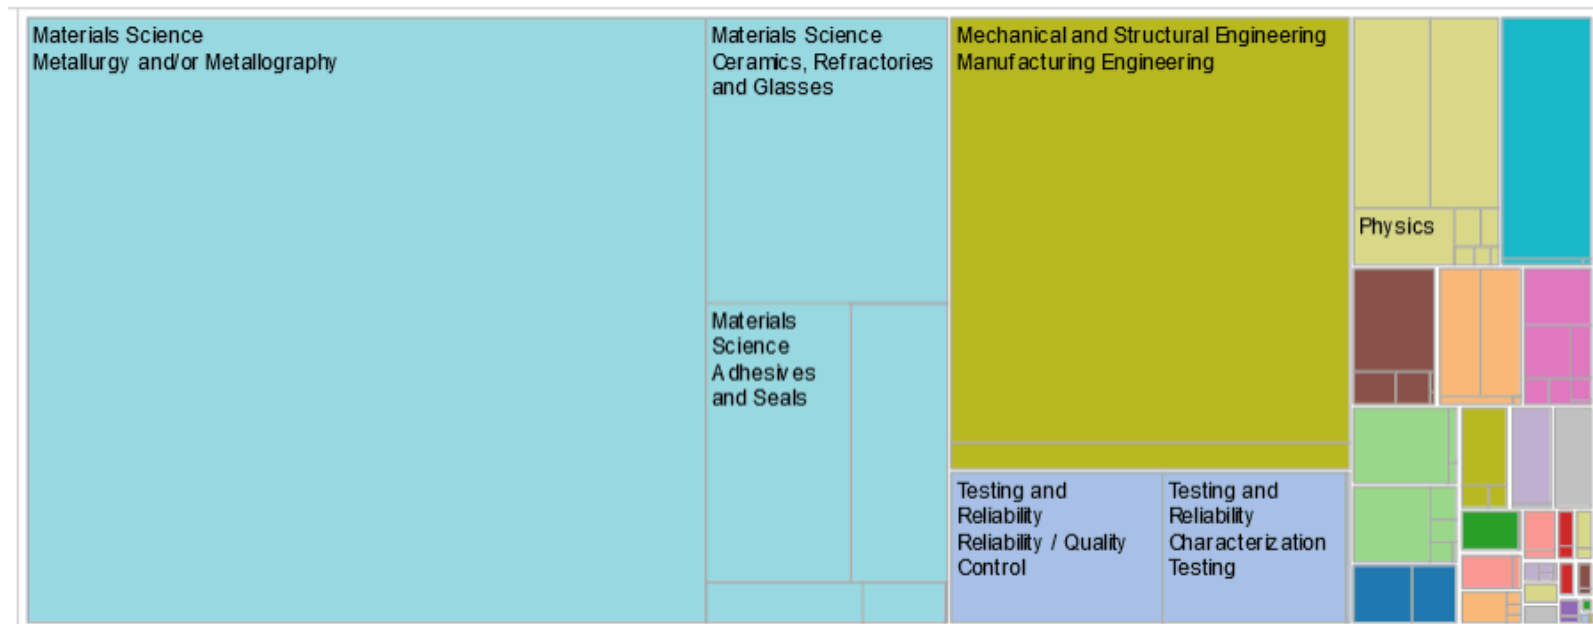 Materials Science
Metallurgy and/or Metallography
Materials Science
Ceramics, Refractories
and Glasses
Materials
Science
Adhesives
and Seals
Mechanical and Structural Engineering
Manufacturing Engineering
Testing and
Reliability
Reliability / Quality
Control
Testing and
Reliability
Characterization
Testing
Physics